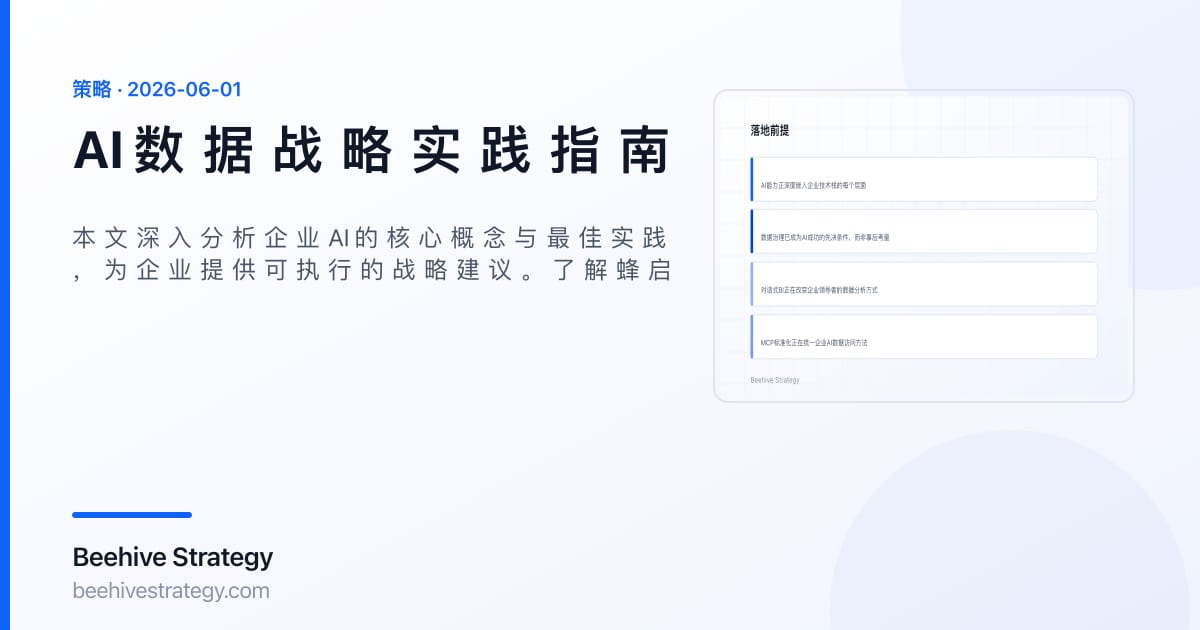 策略 · 2026-06-01
AI数据战略实践指南
本文深入分析企业AI的核心概念与最佳实践
，为企业提供可执行的战略建议。了解蜂启
落地前提
AI能力正深度嵌入企业技术栈的每个层面
数据治理已成为AI成功的先决条件，而非事后考量
对话式BI正在改变企业领导者的数据分析方式
MCP标准化正在统一企业AI数据访问方法
Beehive Strategy
Beehive Strategy
beehivestrategy.com